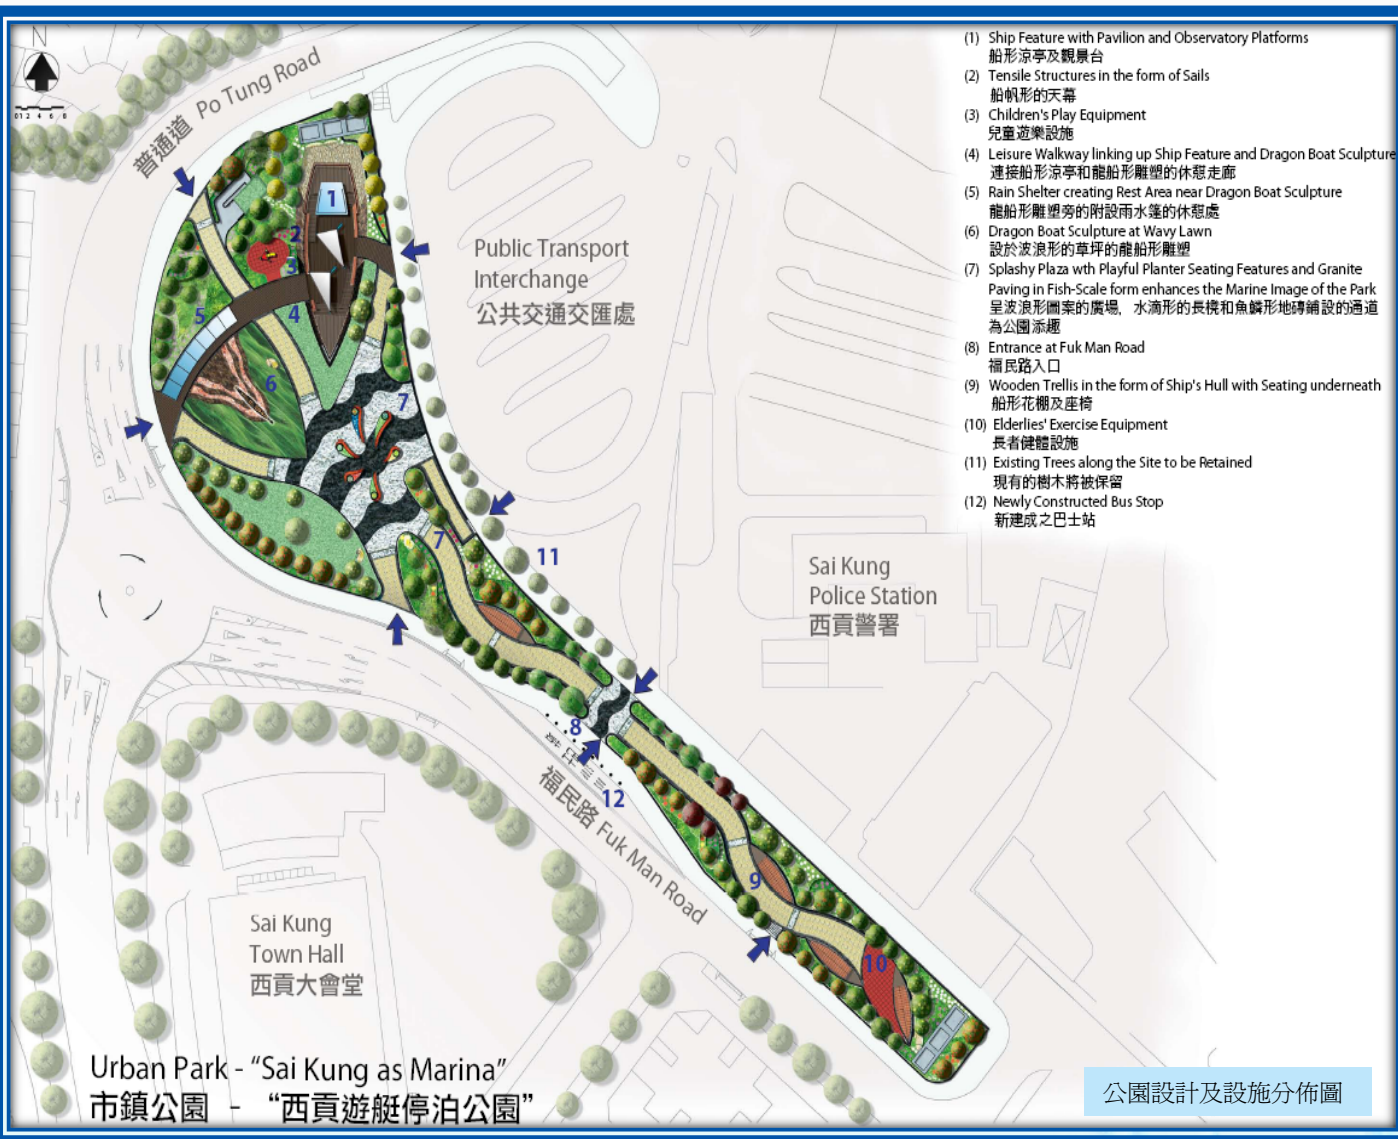 N
012 4 6 8
普通道 Po Tung Road
(1) Ship Feature with Pavilion and Observatory Platforms
船形涼亭及觀景台
(2) Tensile Structures in the form of Sails
船帆形的天幕
(3) Children's Play Equipment
兒童遊樂設施
(4) Leisure Walkway linking up Ship Feature and Dragon Boat Sculpture
連接船形涼亭和龍船形雕塑的休憩走廊
(5) Rain Shelter creating Rest Area near Dragon Boat Sculpture
龍船形雕塑旁的附設雨水篷的休憩處
(6) Dragon Boat Sculpture at Wavy Lawn
設於波浪形的草坪的龍船形雕塑
(7) Splashy Plaza wth Playful Planter Seating Features and Granite
Paving in Fish-Scale form enhances the Marine Image of the Park
呈波浪形圖案的廣場, 水滴形的長櫈和魚鱗形地磚鋪設的通道
為公園添趣
(8) Entrance at Fuk Man Road
福民路入口
(9) Wooden Trellis in the form of Ship's Hull with Seating underneath
船形花棚及座椅
(10) Elderlies' Exercise Equipment
長者健體設施
(11) Existing Trees along the Site to be Retained
現有的樹木將被保留
(12) Newly Constructed Bus Stop
新建成之巴士站
1
2
3
4
5
6
7
7
8
9
10
11
12
Public Transport
Interchange
公共交通交匯處
Sai Kung
Police Station
西貢警署
福民路 Fuk Man Road
Sai Kung
Town Hall
西貢大會堂
Urban Park - “Sai Kung as Marina”
市鎮公園 - “西貢遊艇停泊公園”
公園設計及設施分佈圖